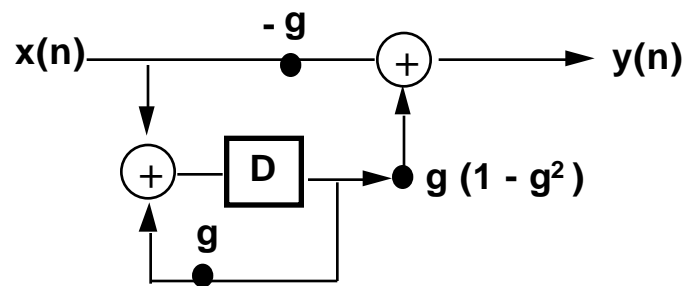 - g
x(n)
+
y(n)
+
D
g (1 - g² )
g